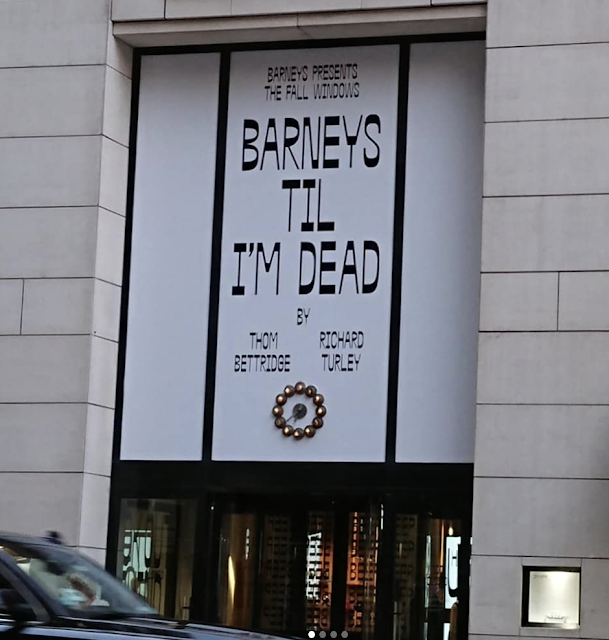 BARNEYS PRESENTS
THE FALL WINDOWS
BARNEYS
TIL
I'M DEAD
BY
THOM RICHARD
BETTRIDGE TURLEY